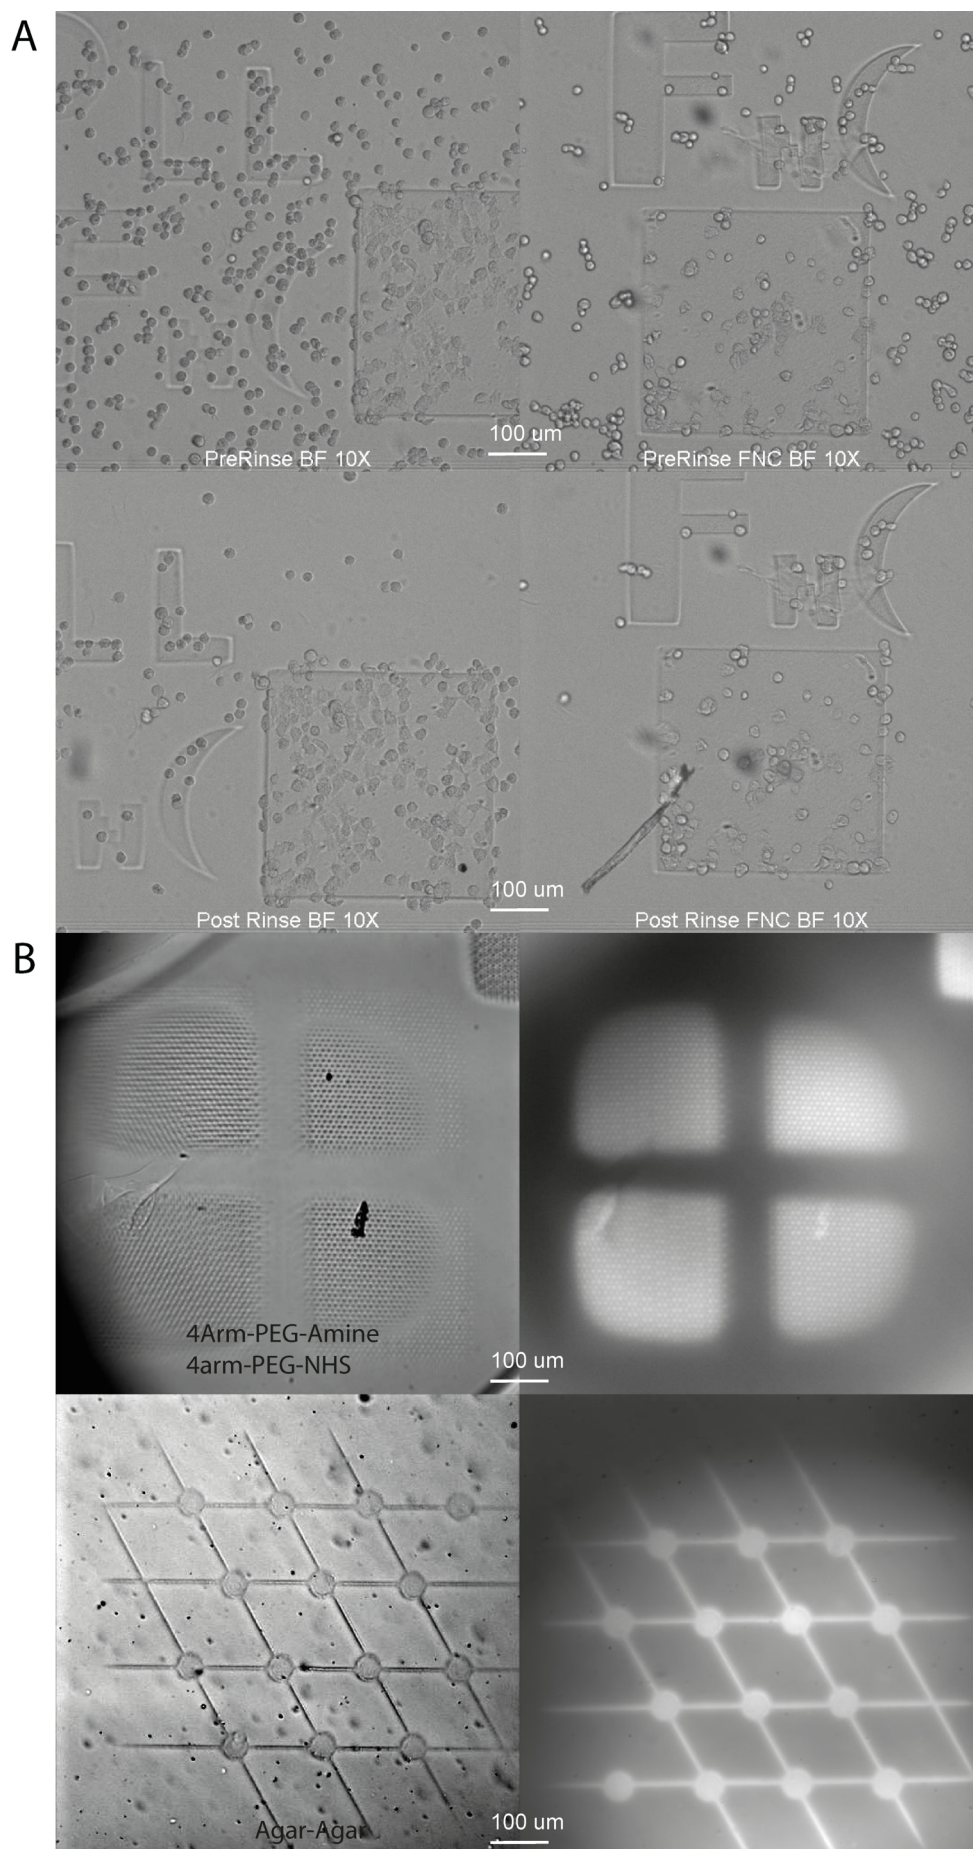 A
100 um
PreRinse BF 10X
PreRinse FNC BF 10X
100 um
Post Rinse BF 10X
Post Rinse FNC BF 10X
B
4Arm-PEG-Amine
4arm-PEG-NHS
100 um
Agar-Agar
100 um